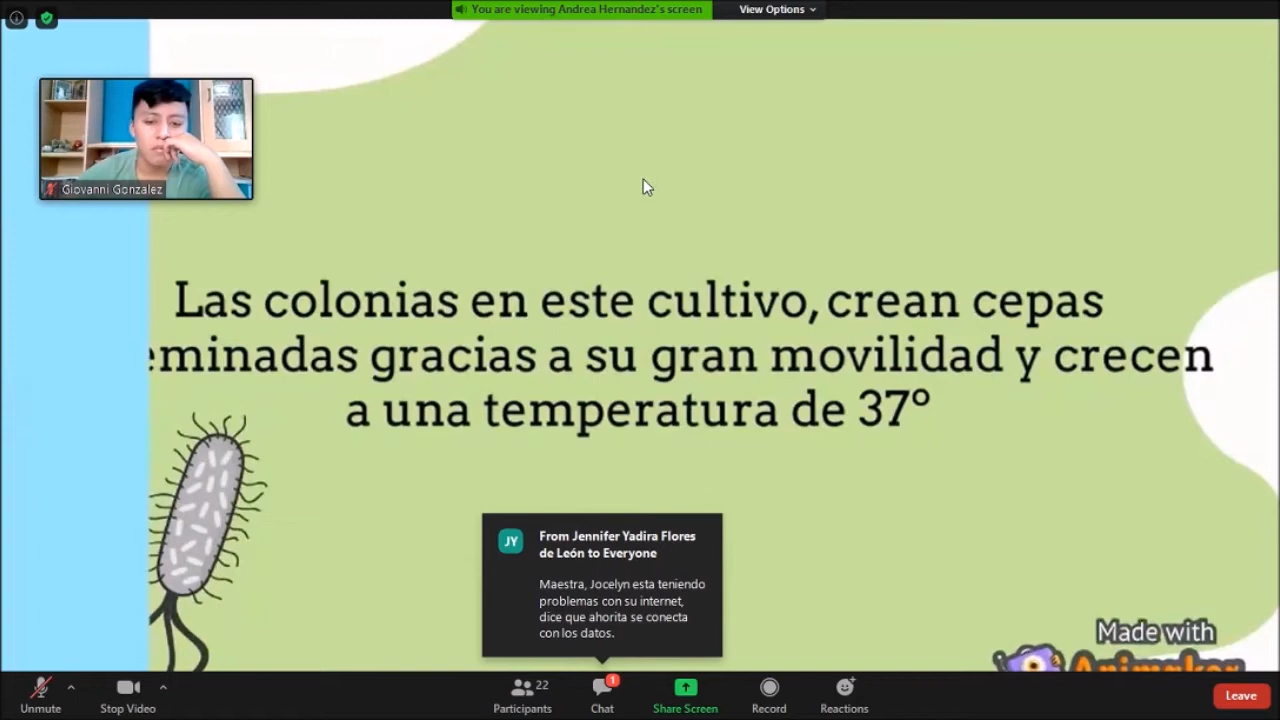 You are viewing Andrea Hernandez's screen
View Options
Giovanni Gonzalez
Las colonias en este cultivo, crean cepas
eminadas gracias a su gran movilidad y crecen
a una temperatura de 37°
JY
From Jennifer Yadira Flores
de León to Everyone
Maestra, Jocelyn esta teniendo
problemas con su internet,
dice que ahorita se conecta
con los datos.
Made with
Animaker
Unmute
Stop Video
22
Participants
1
Chat
Share Screen
Record
Reactions
Leave